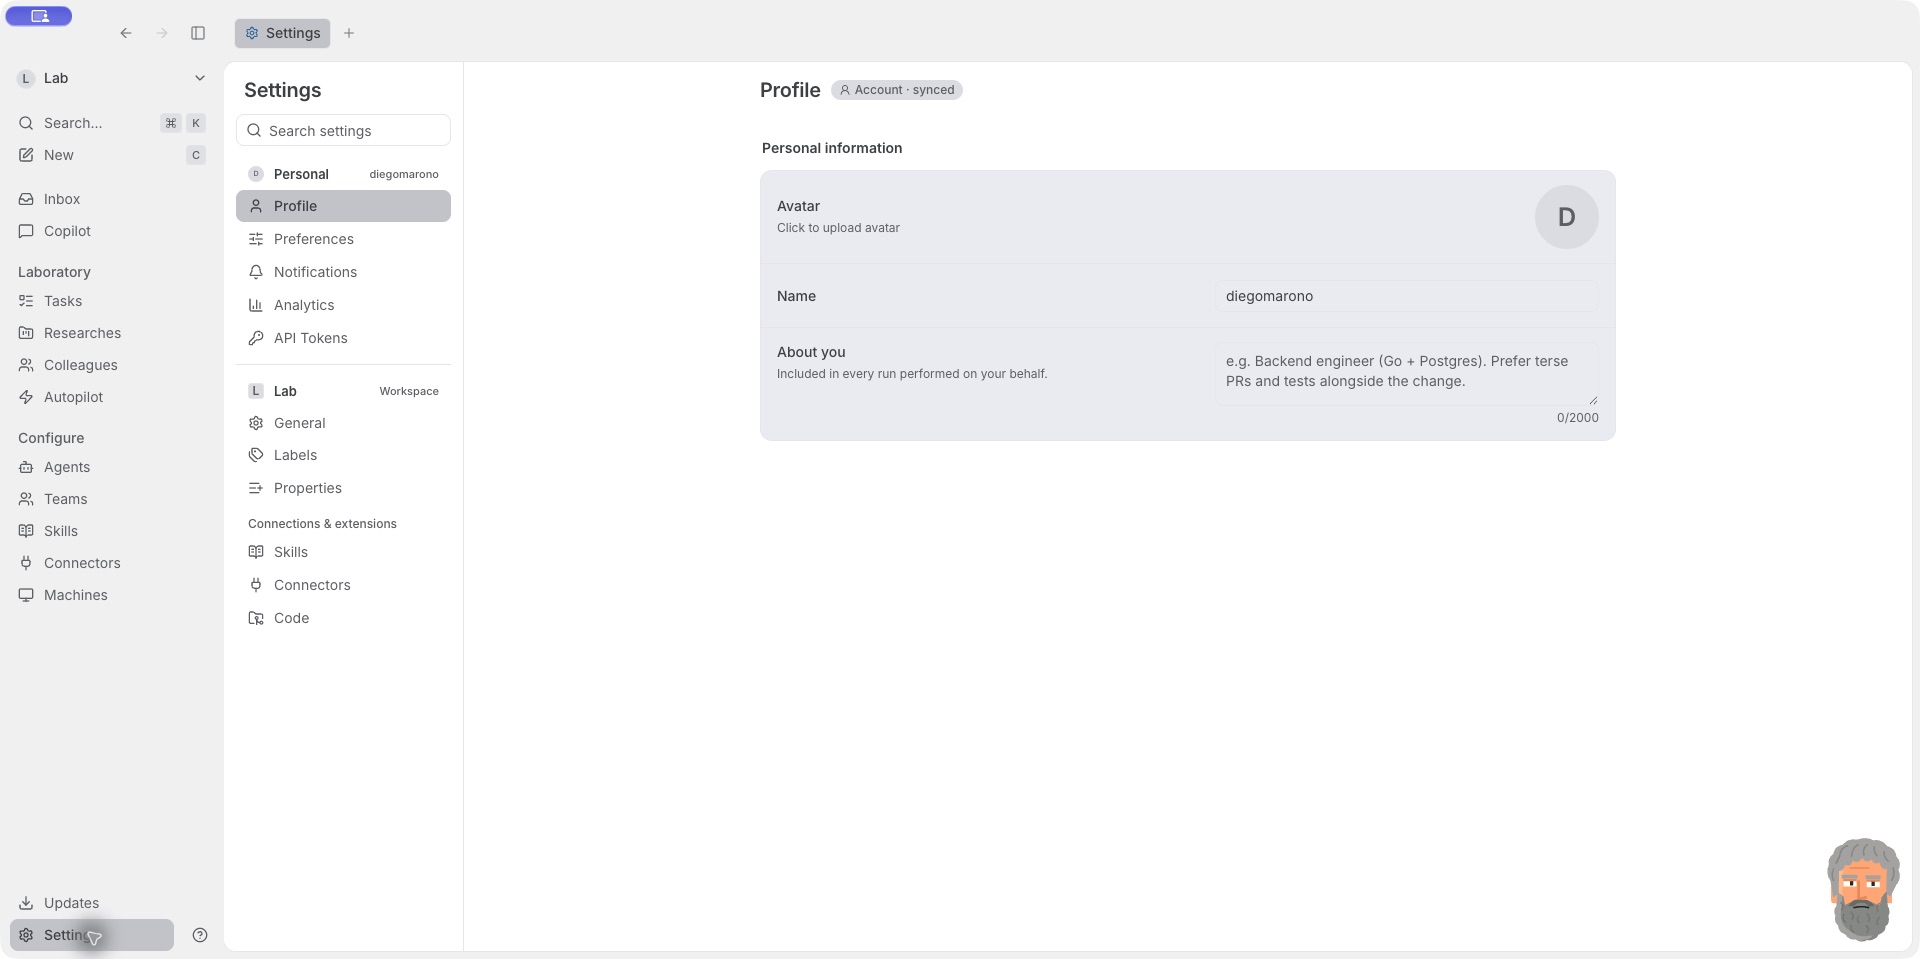 Settings
L Lab
Search... ⌘ K
New C
Inbox
Copilot
Laboratory
Tasks
Researches
Colleagues
Autopilot
Configure
Agents
Teams
Skills
Connectors
Machines
Updates
Settings
Settings
Search settings
D Personal diegomarono
Profile
Preferences
Notifications
Analytics
API Tokens
L Lab Workspace
General
Labels
Properties
Connections & extensions
Skills
Connectors
Code
Profile Account · synced
Personal information
Avatar
Click to upload avatar
D
Name diegomarono
About you
Included in every run performed on your behalf.
e.g. Backend engineer (Go + Postgres). Prefer terse
PRs and tests alongside the change.
0/2000